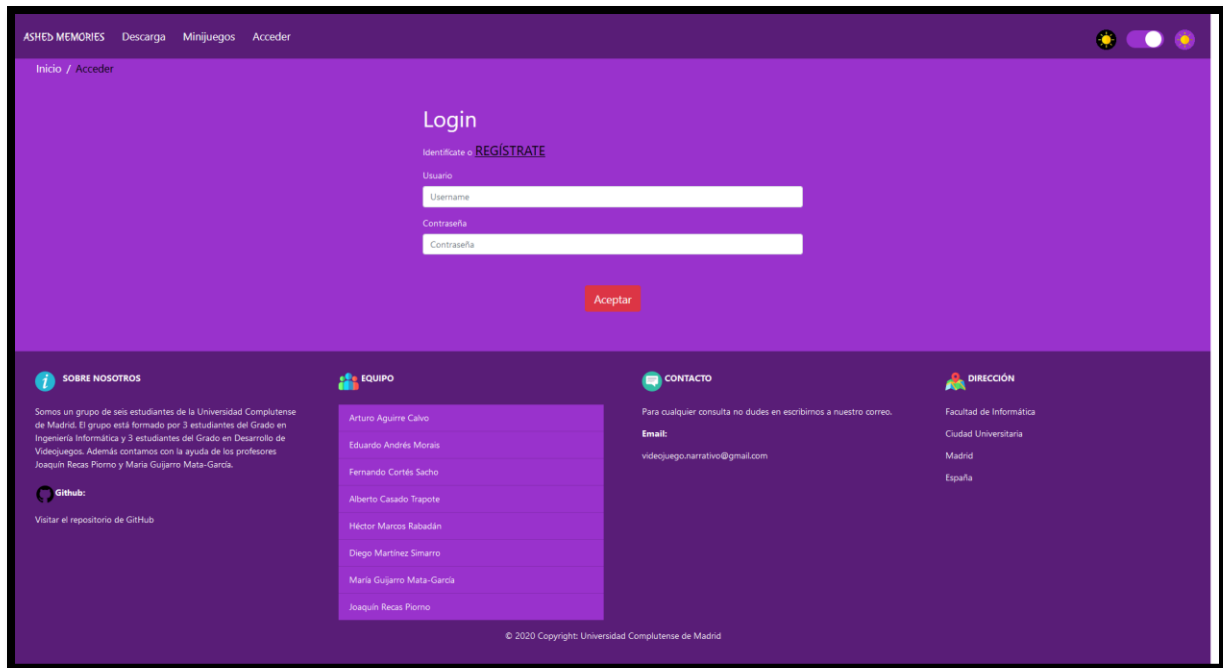 ASHED MEMORIES Descarga Minijuegos Acceder
Inicio / Acceder
Login
Identifícate o REGÍSTRATE
Usuario
Username
Contraseña
Contraseña
Aceptar
SOBRE NOSOTROS
Somos un grupo de seis estudiantes de la Universidad Complutense
de Madrid. El grupo está formado por 3 estudiantes del Grado en
Ingeniería Informática y 3 estudiantes del Grado en Desarrollo de
Videojuegos. Además contamos con la ayuda de los profesores
Joaquín Recas Piorno y Maria Guijarro Mata-García.
Github:
Visitar el repositorio de GitHub
EQUIPO
Arturo Aguirre Calvo
Eduardo Andrés Morais
Fernando Cortés Sacho
Alberto Casado Trapote
Héctor Marcos Rabadán
Diego Martínez Simarro
María Guijarro Mata-García
Joaquín Recas Piorno
CONTACTO
Para cualquier consulta no dudes en escribirnos a nuestro correo.
Email:
videojuego.narrativo@gmail.com
DIRECCIÓN
Facultad de Informática
Ciudad Universitaria
Madrid
España
© 2020 Copyright: Universidad Complutense de Madrid